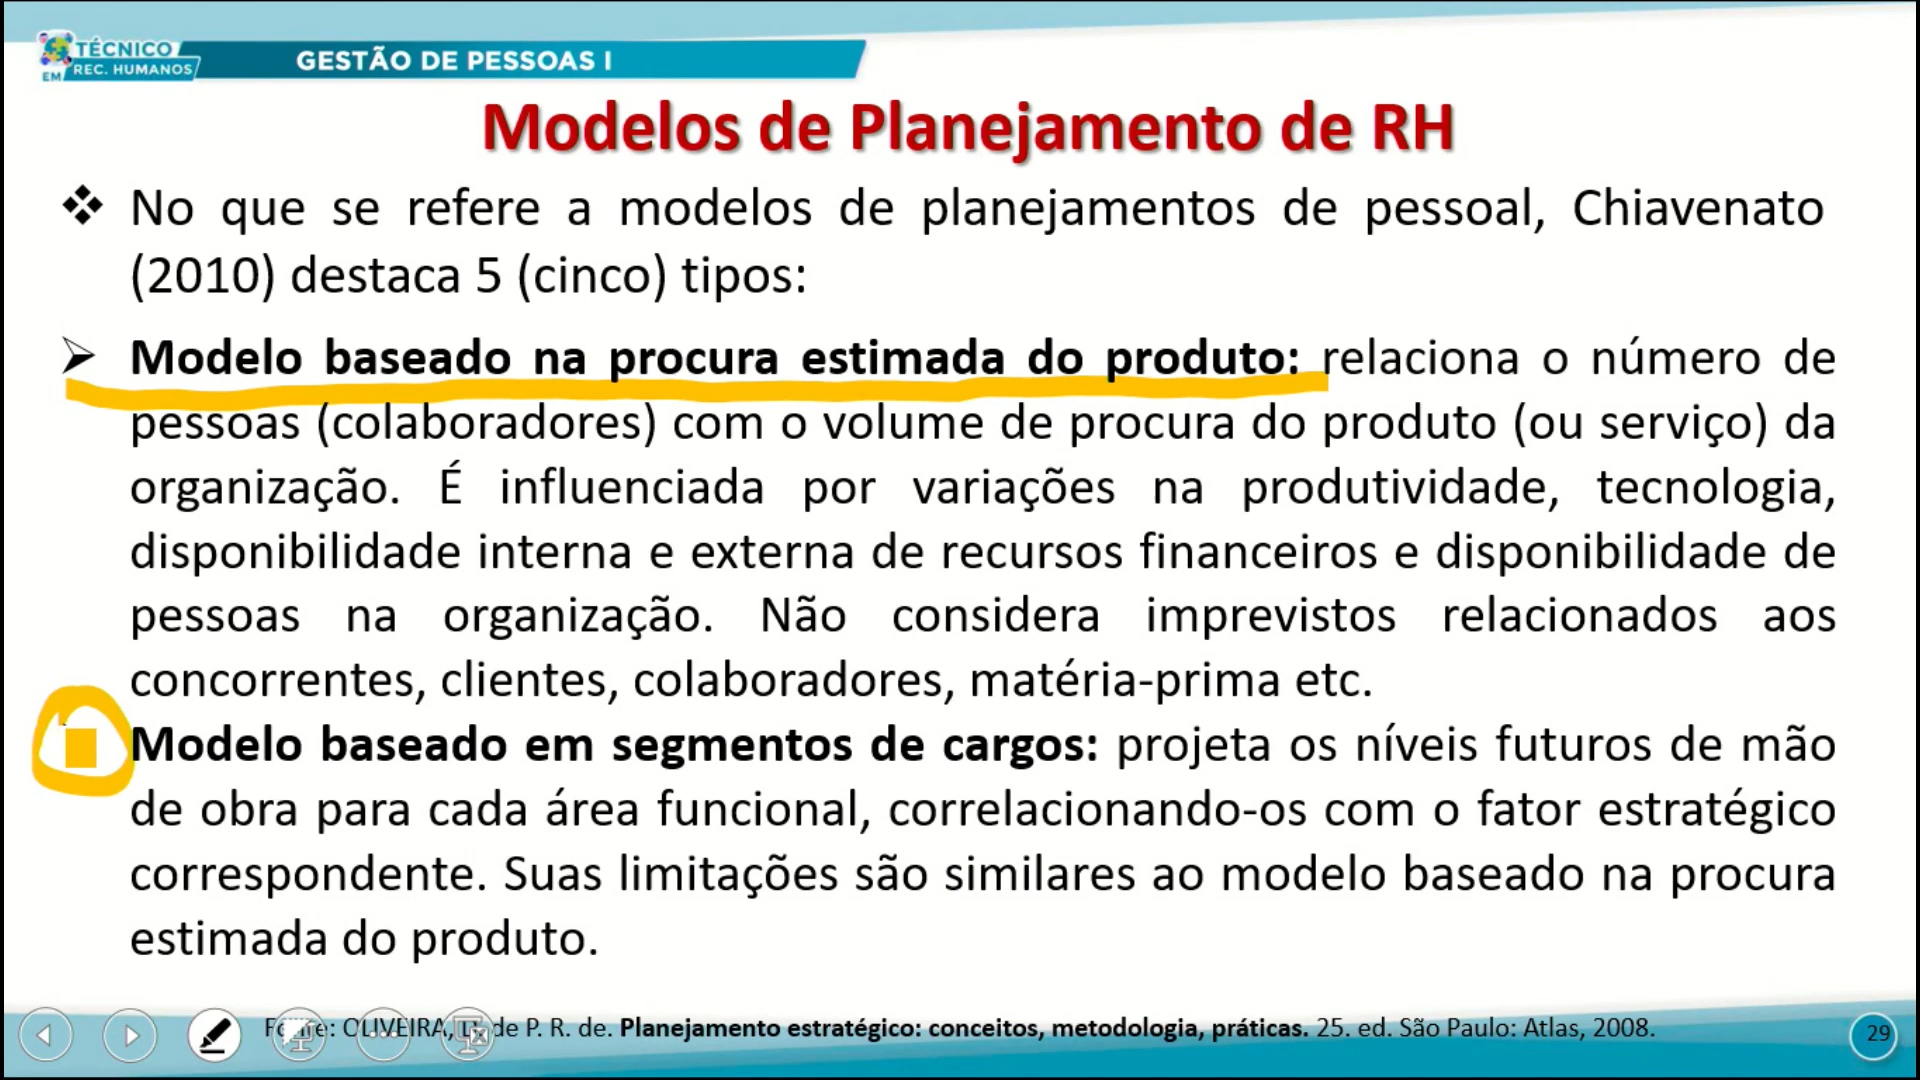 TÉCNICO
EM REC. HUMANOS
GESTÃO DE PESSOAS I
Modelos de Planejamento de RH
No que se refere a modelos de planejamentos de pessoal, Chiavenato
(2010) destaca 5 (cinco) tipos:
Modelo baseado na procura estimada do produto: relaciona o número de
pessoas (colaboradores) com o volume de procura do produto (ou serviço) da
organização. É influenciada por variações na produtividade, tecnologia,
disponibilidade interna e externa de recursos financeiros e disponibilidade de
pessoas na organização. Não considera imprevistos relacionados aos
concorrentes, clientes, colaboradores, matéria-prima etc.
Modelo baseado em segmentos de cargos: projeta os níveis futuros de mão
de obra para cada área funcional, correlacionando-os com o fator estratégico
correspondente. Suas limitações são similares ao modelo baseado na procura
estimada do produto.
Fonte: OLIVEIRA, de P. R. de. Planejamento estratégico: conceitos, metodologia, práticas. 25. ed. São Paulo: Atlas, 2008.
29